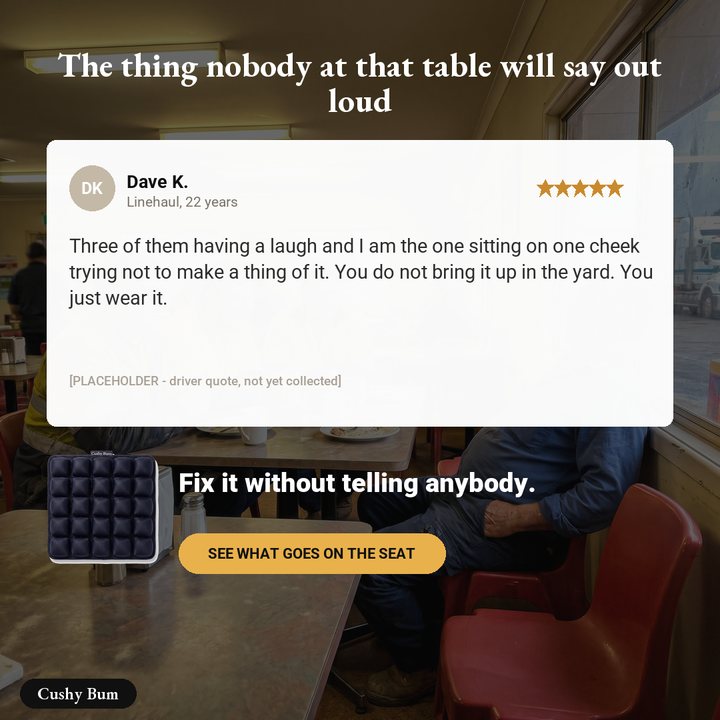 The thing nobody at that table will say out
loud
DK
Dave K.
Linehaul, 22 years
Three of them having a laugh and I am the one sitting on one cheek
trying not to make a thing of it. You do not bring it up in the yard. You
just wear it.
[PLACEHOLDER - driver quote, not yet collected]
Cushy Bum
Fix it without telling anybody.
SEE WHAT GOES ON THE SEAT
Cushy Bum